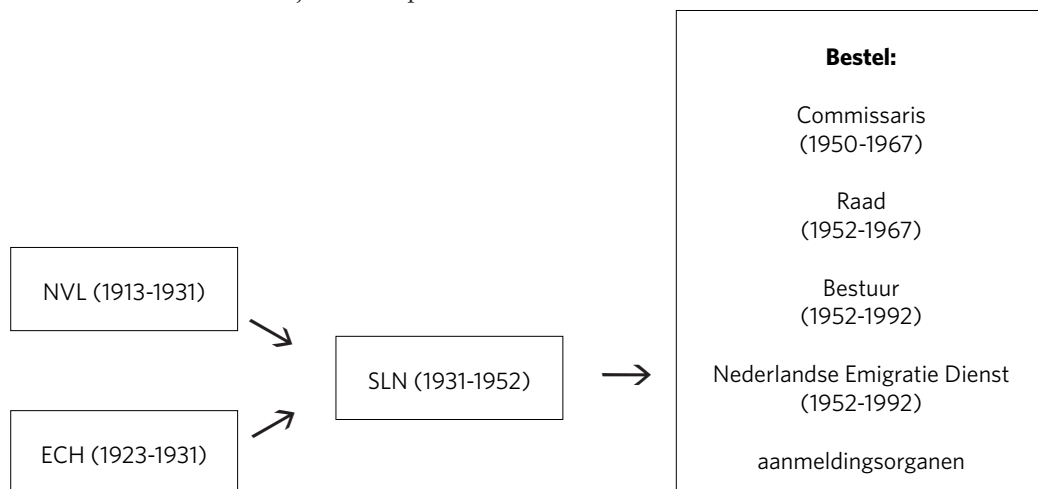 NVL (1913-1931)
ECH (1923-1931)
SLN (1931-1952)
Bestel:
Commissaris
(1950-1967)
Raad
(1952-1967)
Bestuur
(1952-1992)
Nederlandse Emigratie Dienst
(1952-1992)
aanmeldingsorganen